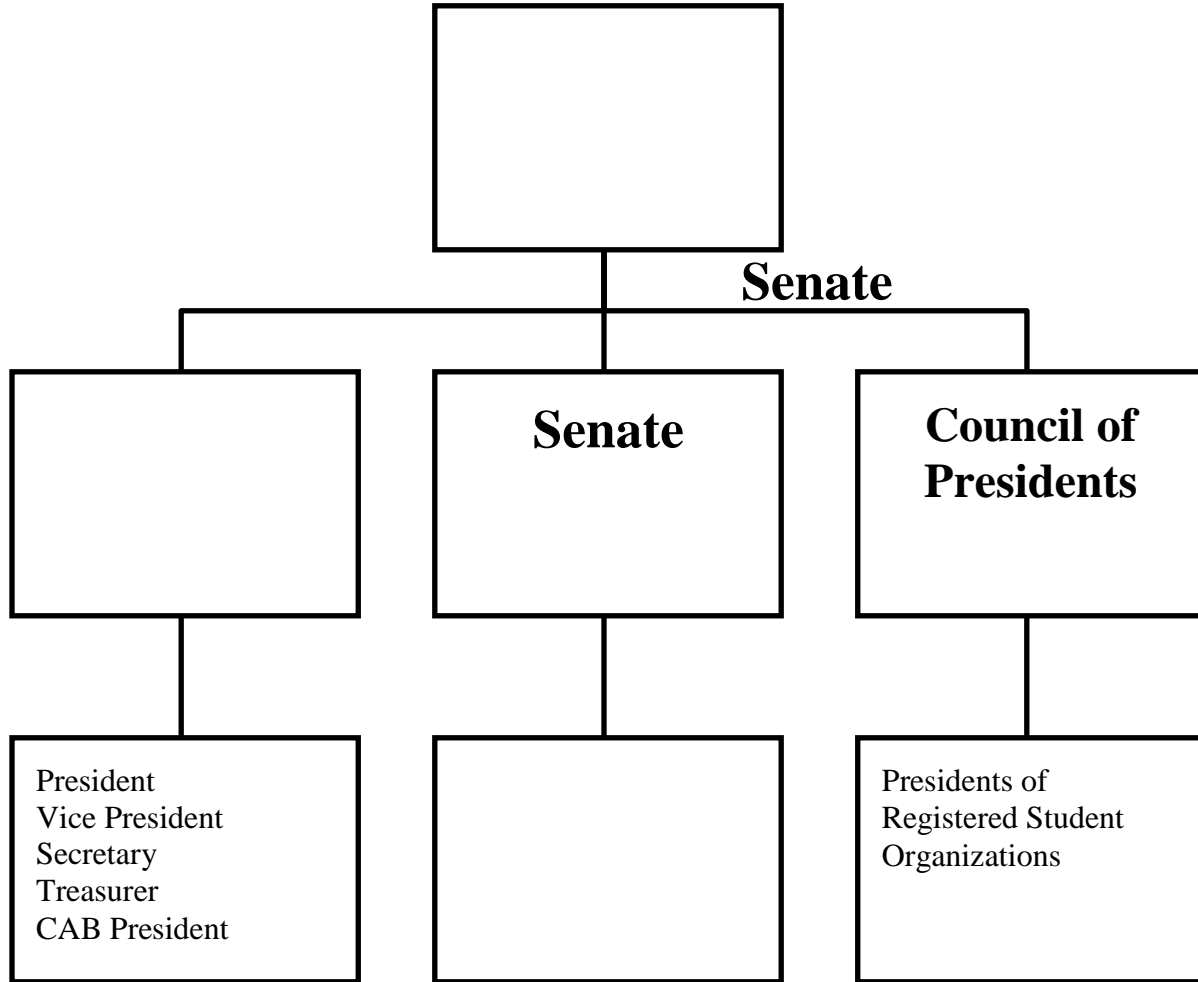 Senate
Senate
Council of
Presidents
President
Vice President
Secretary
Treasurer
CAB President
Presidents of
Registered Student
Organizations